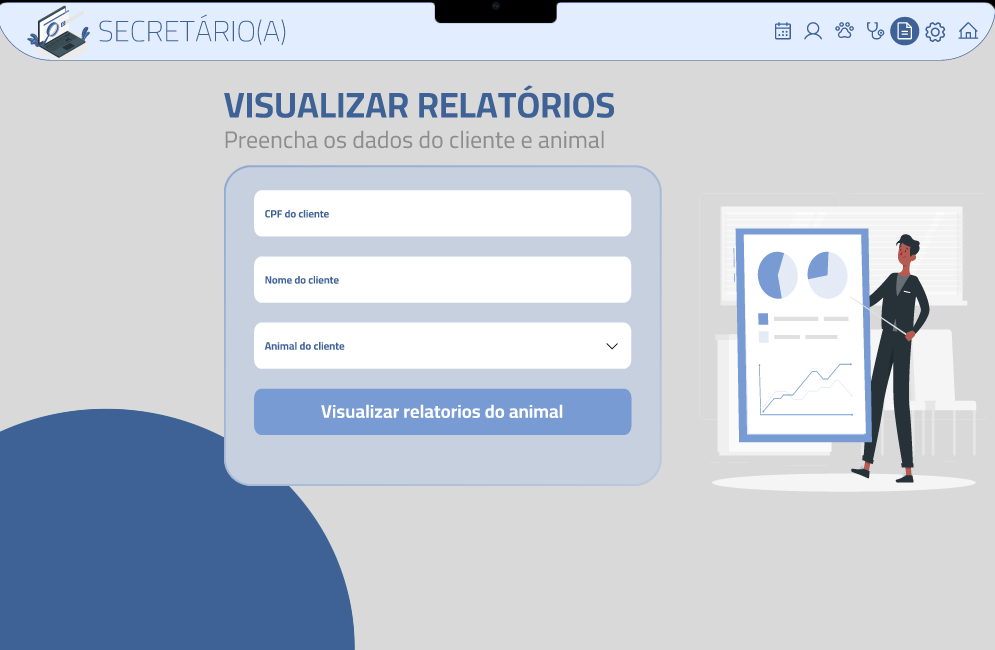 SECRETÁRIO(A)
VISUALIZAR RELATÓRIOS
Preencha os dados do cliente e animal
CPF do cliente
Nome do cliente
Animal do cliente
Visualizar relatorios do animal